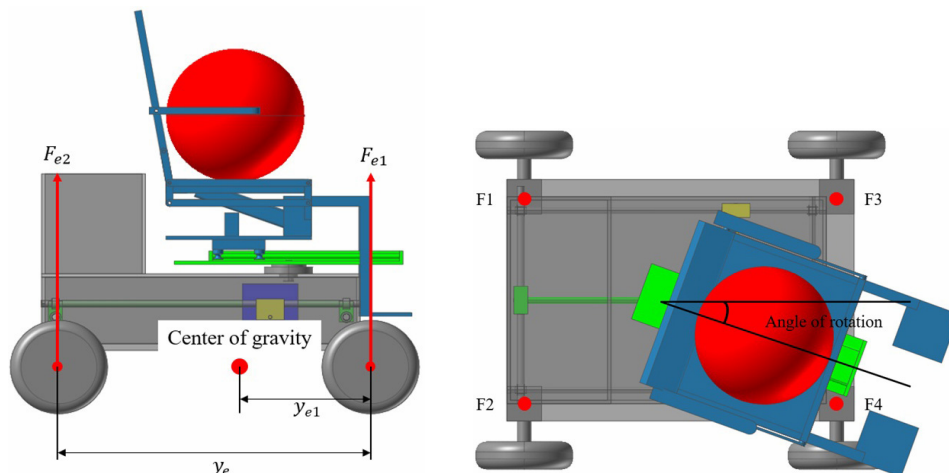 F_e2
F_e1
Center of gravity
y_e1
y_e
F1
F3
Angle of rotation
F2
F4